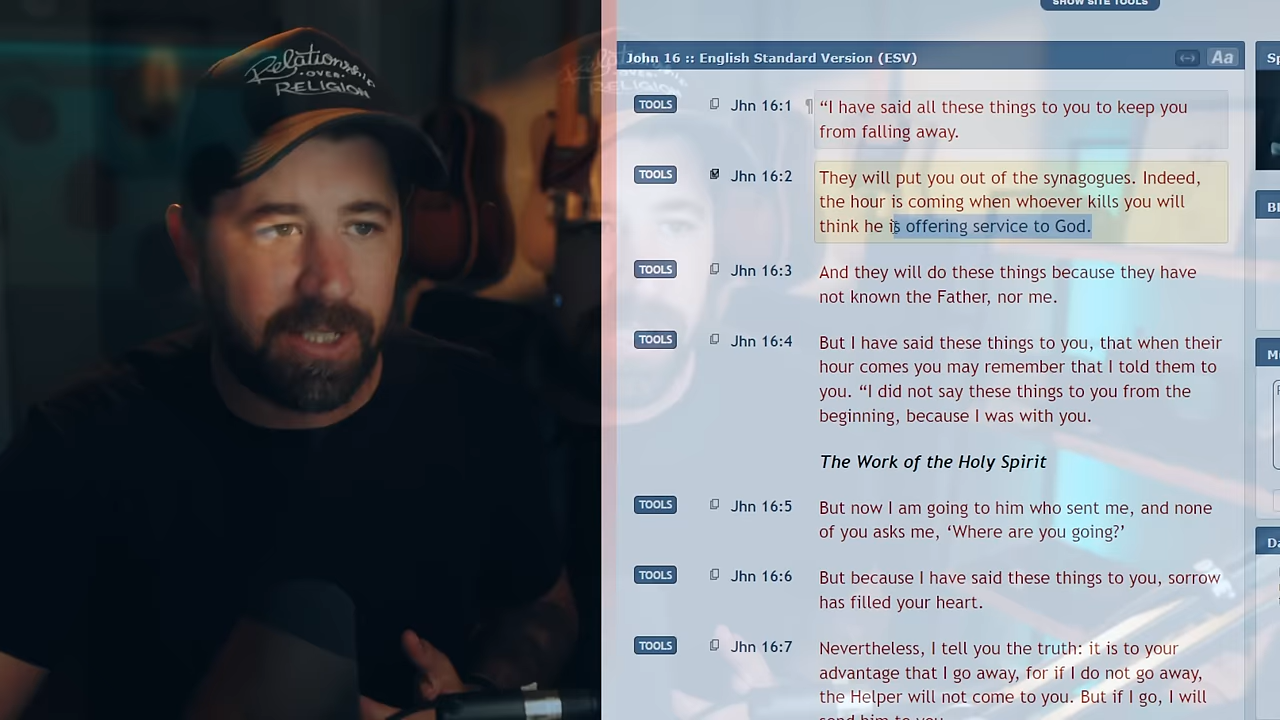 SHOW SITE TOOLS
Relationship
OVER
RELIGION
John 16 :: English Standard Version (ESV)
Aa
Sp
TOOLS Jhn 16:1 ¶ “I have said all these things to you to keep you
from falling away.
TOOLS Jhn 16:2 They will put you out of the synagogues. Indeed,
the hour is coming when whoever kills you will
think he is offering service to God.
TOOLS Jhn 16:3 And they will do these things because they have
not known the Father, nor me.
TOOLS Jhn 16:4 But I have said these things to you, that when their
hour comes you may remember that I told them to
you. “I did not say these things to you from the
beginning, because I was with you.
The Work of the Holy Spirit
TOOLS Jhn 16:5 But now I am going to him who sent me, and none
of you asks me, ‘Where are you going?’
TOOLS Jhn 16:6 But because I have said these things to you, sorrow
has filled your heart.
TOOLS Jhn 16:7 Nevertheless, I tell you the truth: it is to your
advantage that I go away, for if I do not go away,
the Helper will not come to you. But if I go, I will
send him to you.